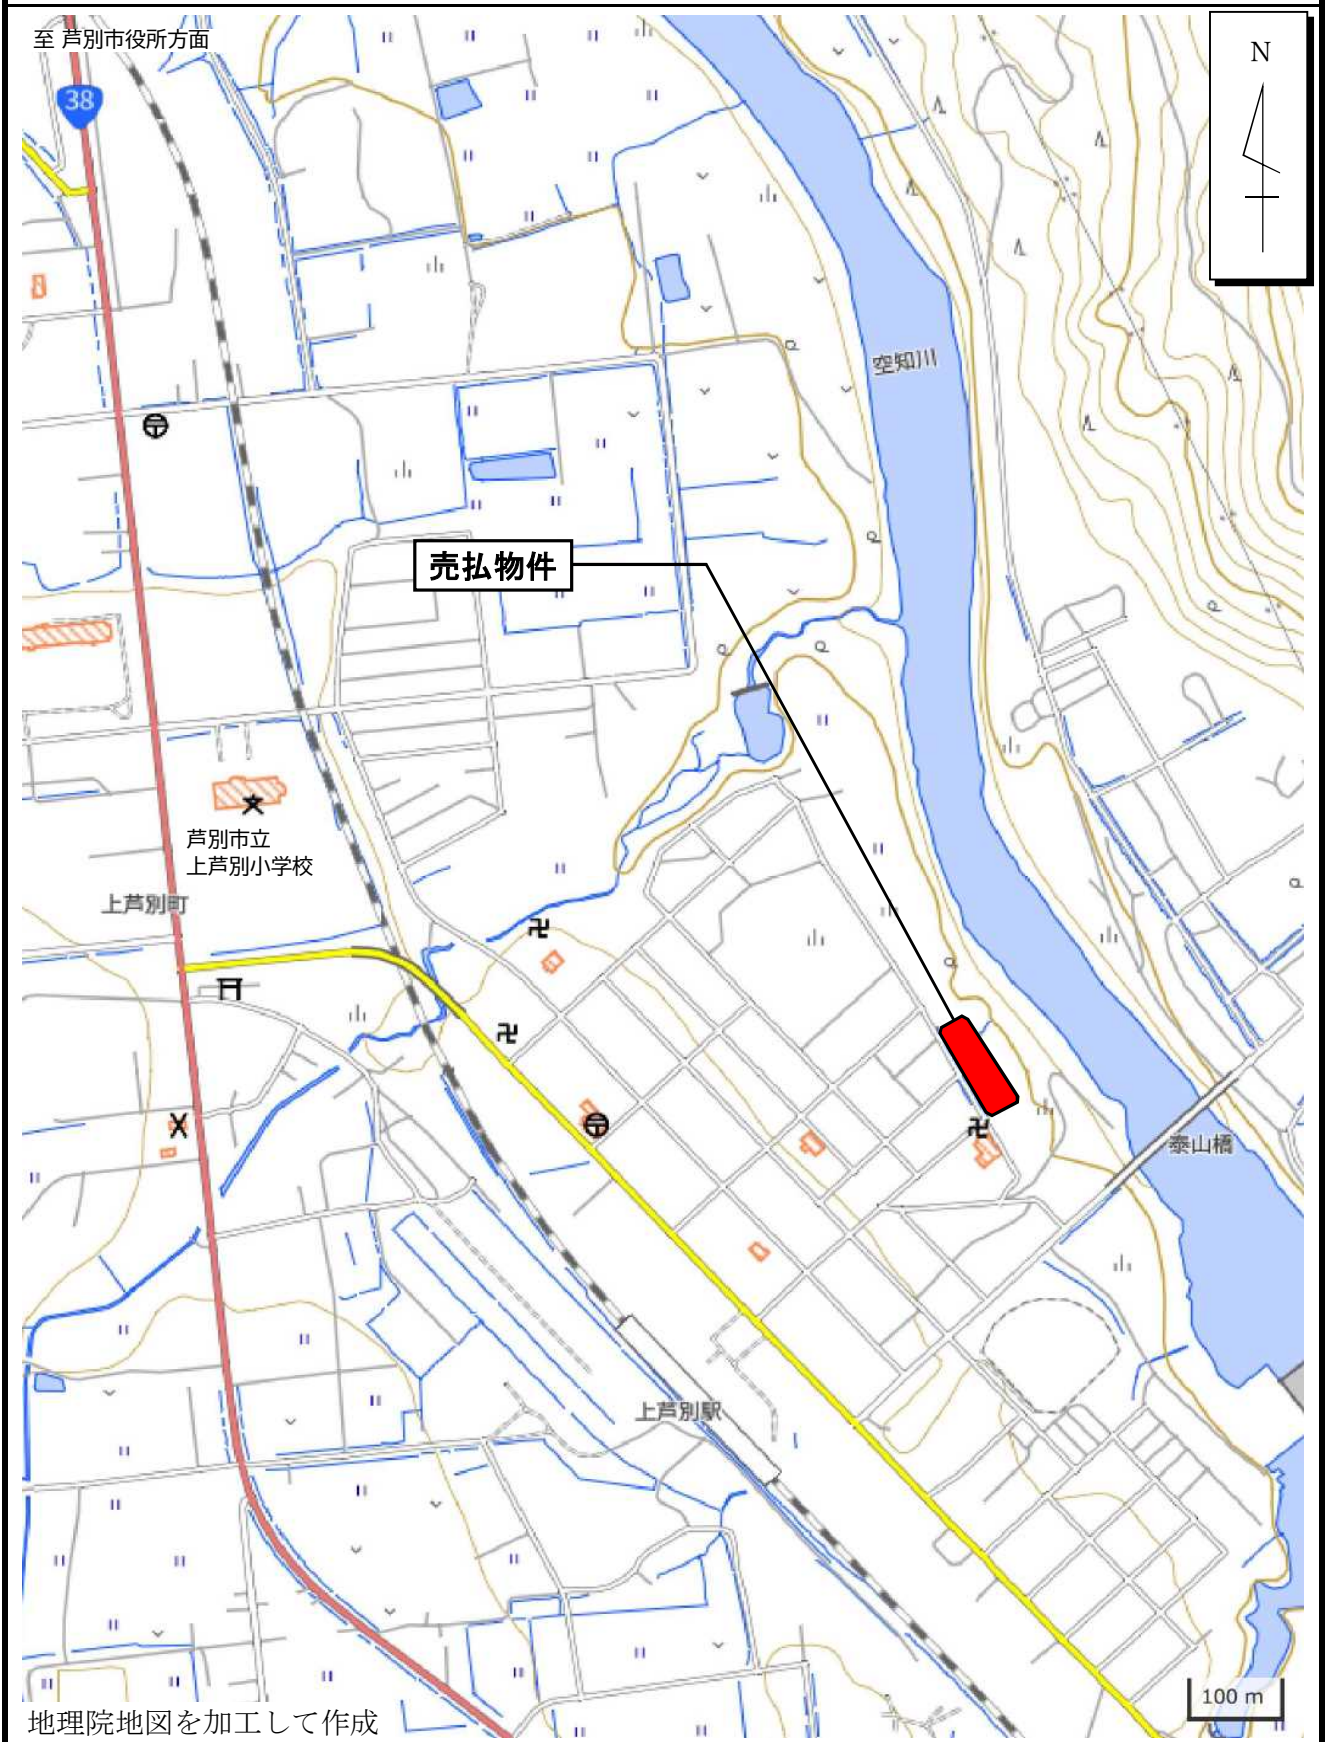 至 芦別市役所方面
38
N
空知川
売払物件
芦別市立
上芦別小学校
上芦別町
泰山橋
上芦別駅
100 m
地理院地図を加工して作成